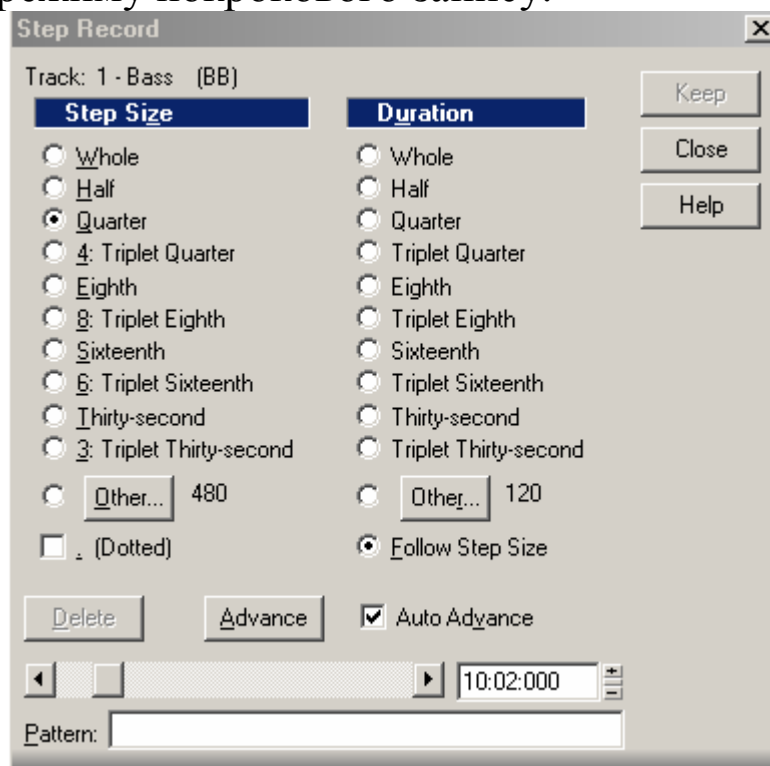 режиму покрокового запису.
Step Record
Track: 1 - Bass (BB)
Step Size
Whole
Half
Quarter
4: Triplet Quarter
Eighth
8: Triplet Eighth
Sixteenth
6: Triplet Sixteenth
Thirty-second
3: Triplet Thirty-second
Other... 480
. (Dotted)
Duration
Whole
Half
Quarter
Triplet Quarter
Eighth
Triplet Eighth
Sixteenth
Triplet Sixteenth
Thirty-second
Triplet Thirty-second
Other... 120
Follow Step Size
Keep
Close
Help
Delete
Advance
Auto Advance
10:02:000
Pattern: